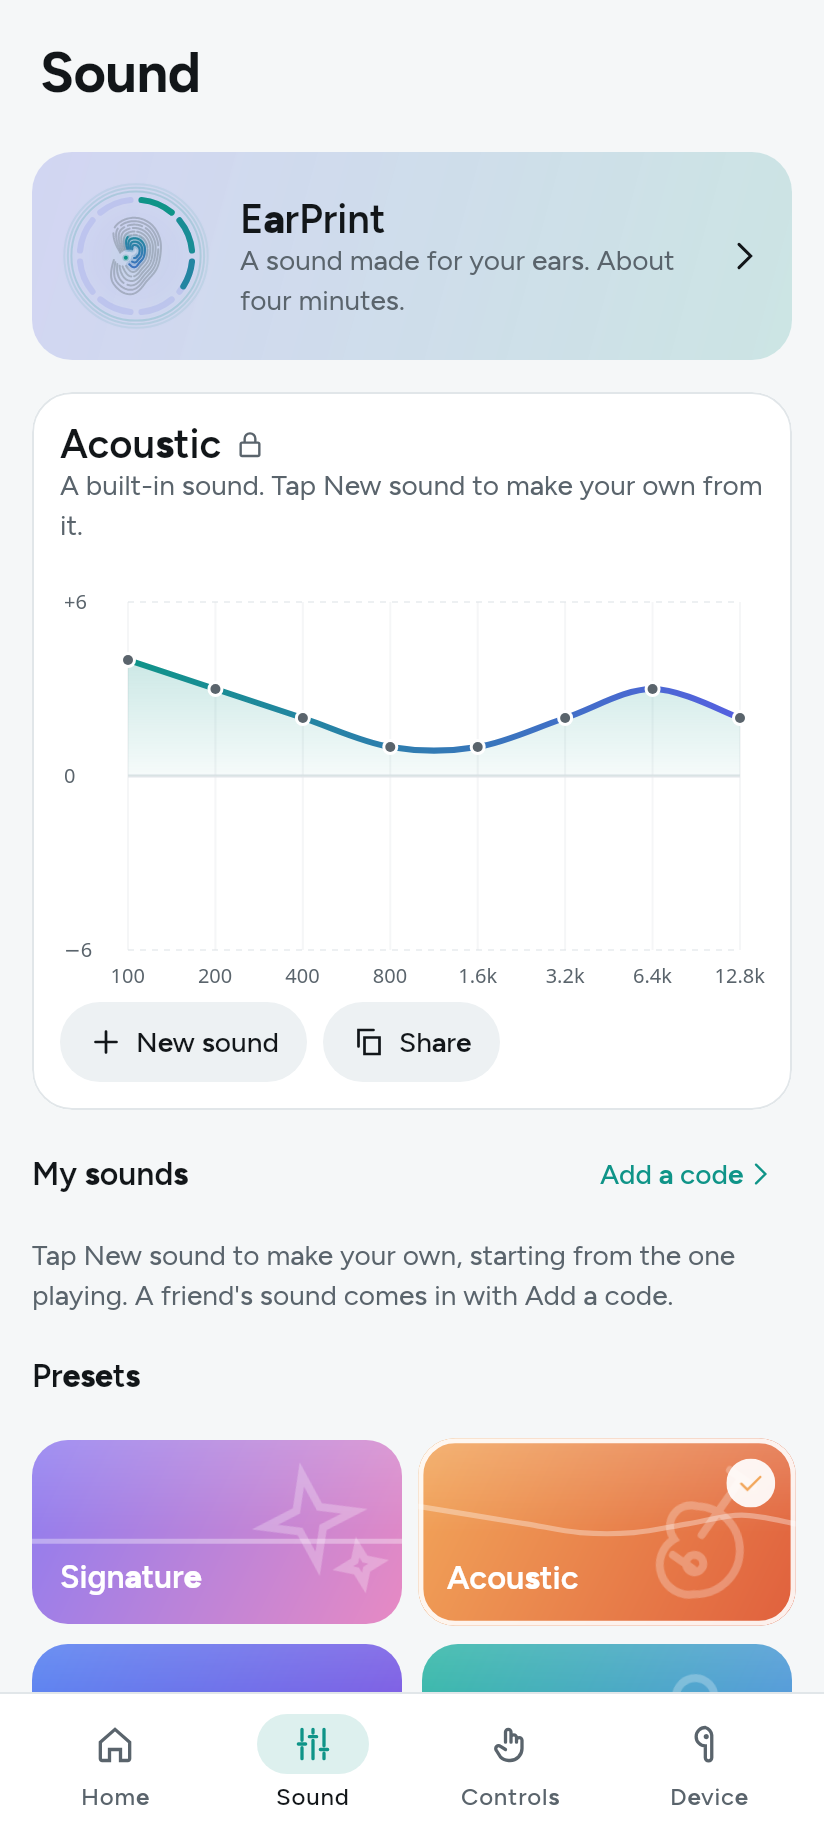 Sound
EarPrint
A sound made for your ears. About
four minutes.
Acoustic
A built-in sound. Tap New sound to make your own from
it.
+6
0
−6
100 200 400 800 1.6k 3.2k 6.4k 12.8k
New sound Share
My sounds Add a code
Tap New sound to make your own, starting from the one
playing. A friend's sound comes in with Add a code.
Presets
Signature Acoustic
Home Sound Controls Device